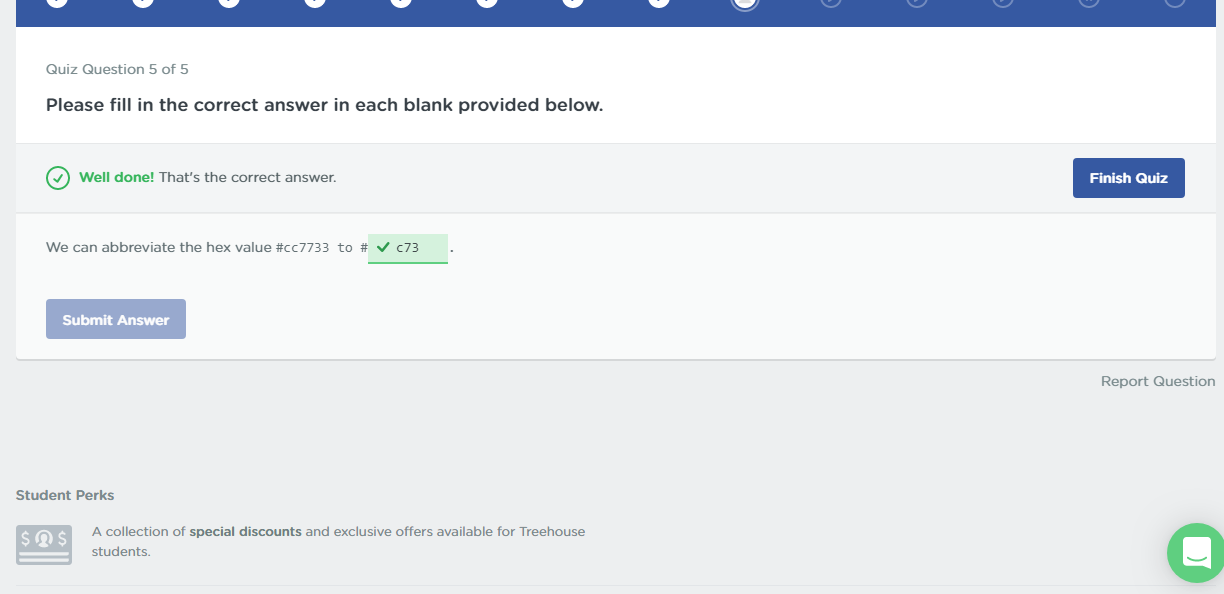 Quiz Question 5 of 5
Please fill in the correct answer in each blank provided below.
Well done! That's the correct answer.
Finish Quiz
We can abbreviate the hex value #cc7733 to # c73 .
Submit Answer
Report Question
Student Perks
A collection of special discounts and exclusive offers available for Treehouse
students.